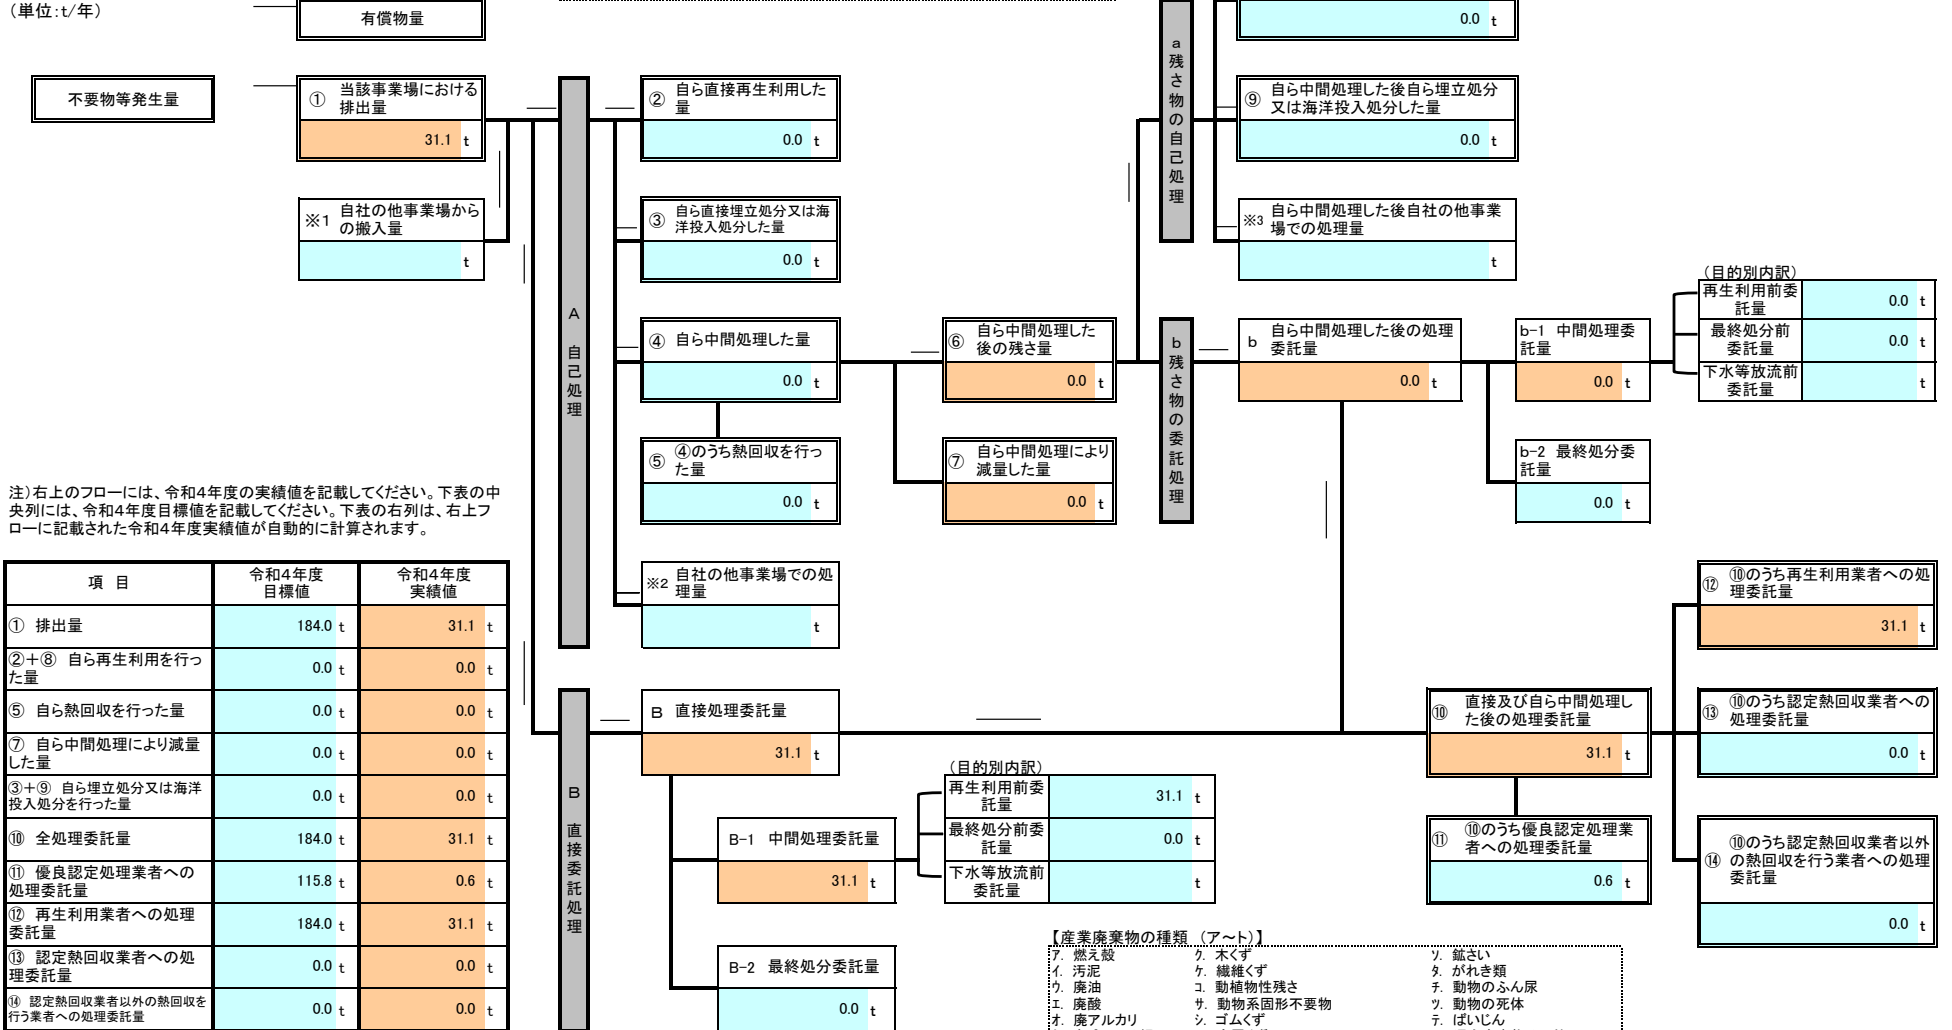 （単位:t/年）
有償物量
0.0 t
不要物等発生量
① 当該事業場における
排出量
31.1 t
※1 自社の他事業場から
の搬入量
t
A 自己処理
② 自ら直接再生利用した
量
0.0 t
③ 自ら直接埋立処分又は海
洋投入処分した量
0.0 t
④ 自ら中間処理した量
0.0 t
⑤ ④のうち熱回収を行っ
た量
0.0 t
※2 自社の他事業場での処
理量
t
⑥ 自ら中間処理した
後の残さ量
0.0 t
⑦ 自ら中間処理により
減量した量
0.0 t
a 残さ物の自己処理
⑨ 自ら中間処理した後自ら埋立処分
又は海洋投入処分した量
0.0 t
※3 自ら中間処理した後自社の他事業
場での処理量
t
b 残さ物の委託処理
b 自ら中間処理した後の処理
委託量
0.0 t
b-1 中間処理委
託量
0.0 t
b-2 最終処分委
託量
0.0 t
（目的別内訳）
再生利用前委
託量
0.0 t
最終処分前
委託量
0.0 t
下水等放流前
委託量
t
注）右上のフローには、令和4年度の実績値を記載してください。下表の中
央列には、令和4年度目標値を記載してください。下表の右列は、右上フ
ローに記載された令和4年度実績値が自動的に計算されます。
項 目 令和4年度
目標値 令和4年度
実績値
① 排出量 184.0 t 31.1 t
②＋⑧ 自ら再生利用を行っ
た量 0.0 t 0.0 t
⑤ 自ら熱回収を行った量 0.0 t 0.0 t
⑦ 自ら中間処理により減量
した量 0.0 t 0.0 t
③＋⑨ 自ら埋立処分又は海洋
投入処分を行った量 0.0 t 0.0 t
⑩ 全処理委託量 184.0 t 31.1 t
⑪ 優良認定処理業者への
処理委託量 115.8 t 0.6 t
⑫ 再生利用業者への処理
委託量 184.0 t 31.1 t
⑬ 認定熱回収業者への処
理委託量 0.0 t 0.0 t
⑭ 認定熱回収業者以外の熱回収を
行う業者への処理委託量 0.0 t 0.0 t
B 直接委託処理
B 直接処理委託量
31.1 t
B-1 中間処理委託量
31.1 t
B-2 最終処分委託量
0.0 t
（目的別内訳）
再生利用前委
託量
31.1 t
最終処分前委
託量
0.0 t
下水等放流前
委託量
t
⑩ 直接及び自ら中間処理し
た後の処理委託量
31.1 t
⑪ ⑩のうち優良認定処理業
者への処理委託量
0.6 t
⑫ ⑩のうち再生利用業者への処
理委託量
31.1 t
⑬ ⑩のうち認定熱回収業者への
処理委託量
0.0 t
⑭ ⑩のうち認定熱回収業者以外
の熱回収を行う業者への処理
委託量
0.0 t
【産業廃棄物の種類 （ア～ト）】
ア. 燃え殻 ク. 木くず ソ. 鉱さい
イ. 汚泥 ケ. 繊維くず タ. がれき類
ウ. 廃油 コ. 動植物性残さ チ. 動物のふん尿
エ. 廃酸 サ. 動物系固形不要物 ツ. 動物の死体
オ. 廃アルカリ シ. ゴムくず テ. ばいじん